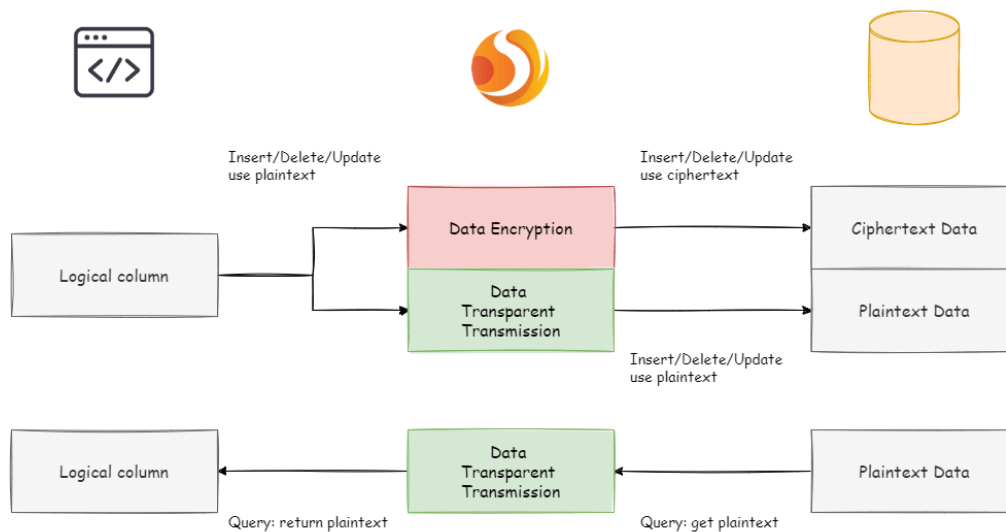 </>
Insert/Delete/Update
use plaintext
Insert/Delete/Update
use ciphertext
Logical column
Data Encryption
Ciphertext Data
Data
Transparent
Transmission
Plaintext Data
Insert/Delete/Update
use plaintext
Logical column
Data
Transparent
Transmission
Plaintext Data
Query: return plaintext
Query: get plaintext